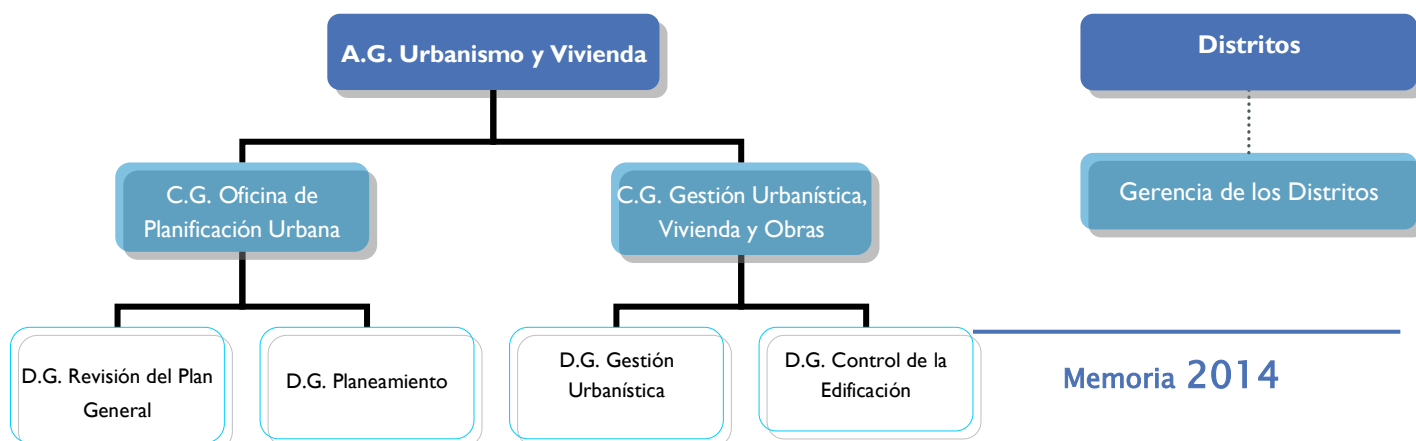 A.G. Urbanismo y Vivienda
Distritos
C.G. Oficina de
Planificación Urbana
C.G. Gestión Urbanística,
Vivienda y Obras
Gerencia de los Distritos
D.G. Revisión del Plan
General
D.G. Planeamiento
D.G. Gestión
Urbanística
D.G. Control de la
Edificación
Memoria 2014